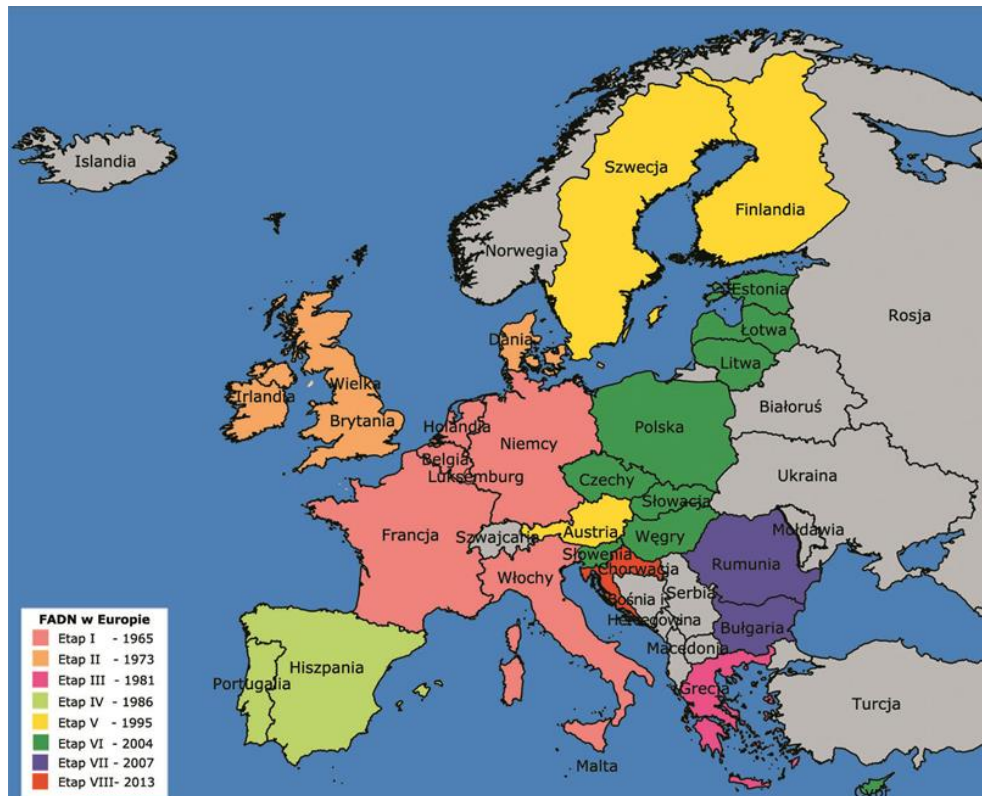 Islandia
Szwecja
Finlandia
Norwegia
Estonia
Rosja
Łotwa
Dania
Litwa
Irlandia
Wielka
Brytania
Białoruś
Holandia
Niemcy
Polska
Belgia
Luksemburg
Czechy
Ukraina
Słowacja
Francja
Szwajcaria
Austria
Węgry
Mołdawia
Słowenia
Chorwacja
Włochy
Rumunia
Bośnia i
Hercegowina
Serbia
Bułgaria
Macedonia
Hiszpania
Portugalia
Grecja
Turcja
Malta
Cypr
FADN w Europie
Etap I - 1965
Etap II - 1973
Etap III - 1981
Etap IV - 1986
Etap V - 1995
Etap VI - 2004
Etap VII - 2007
Etap VIII- 2013